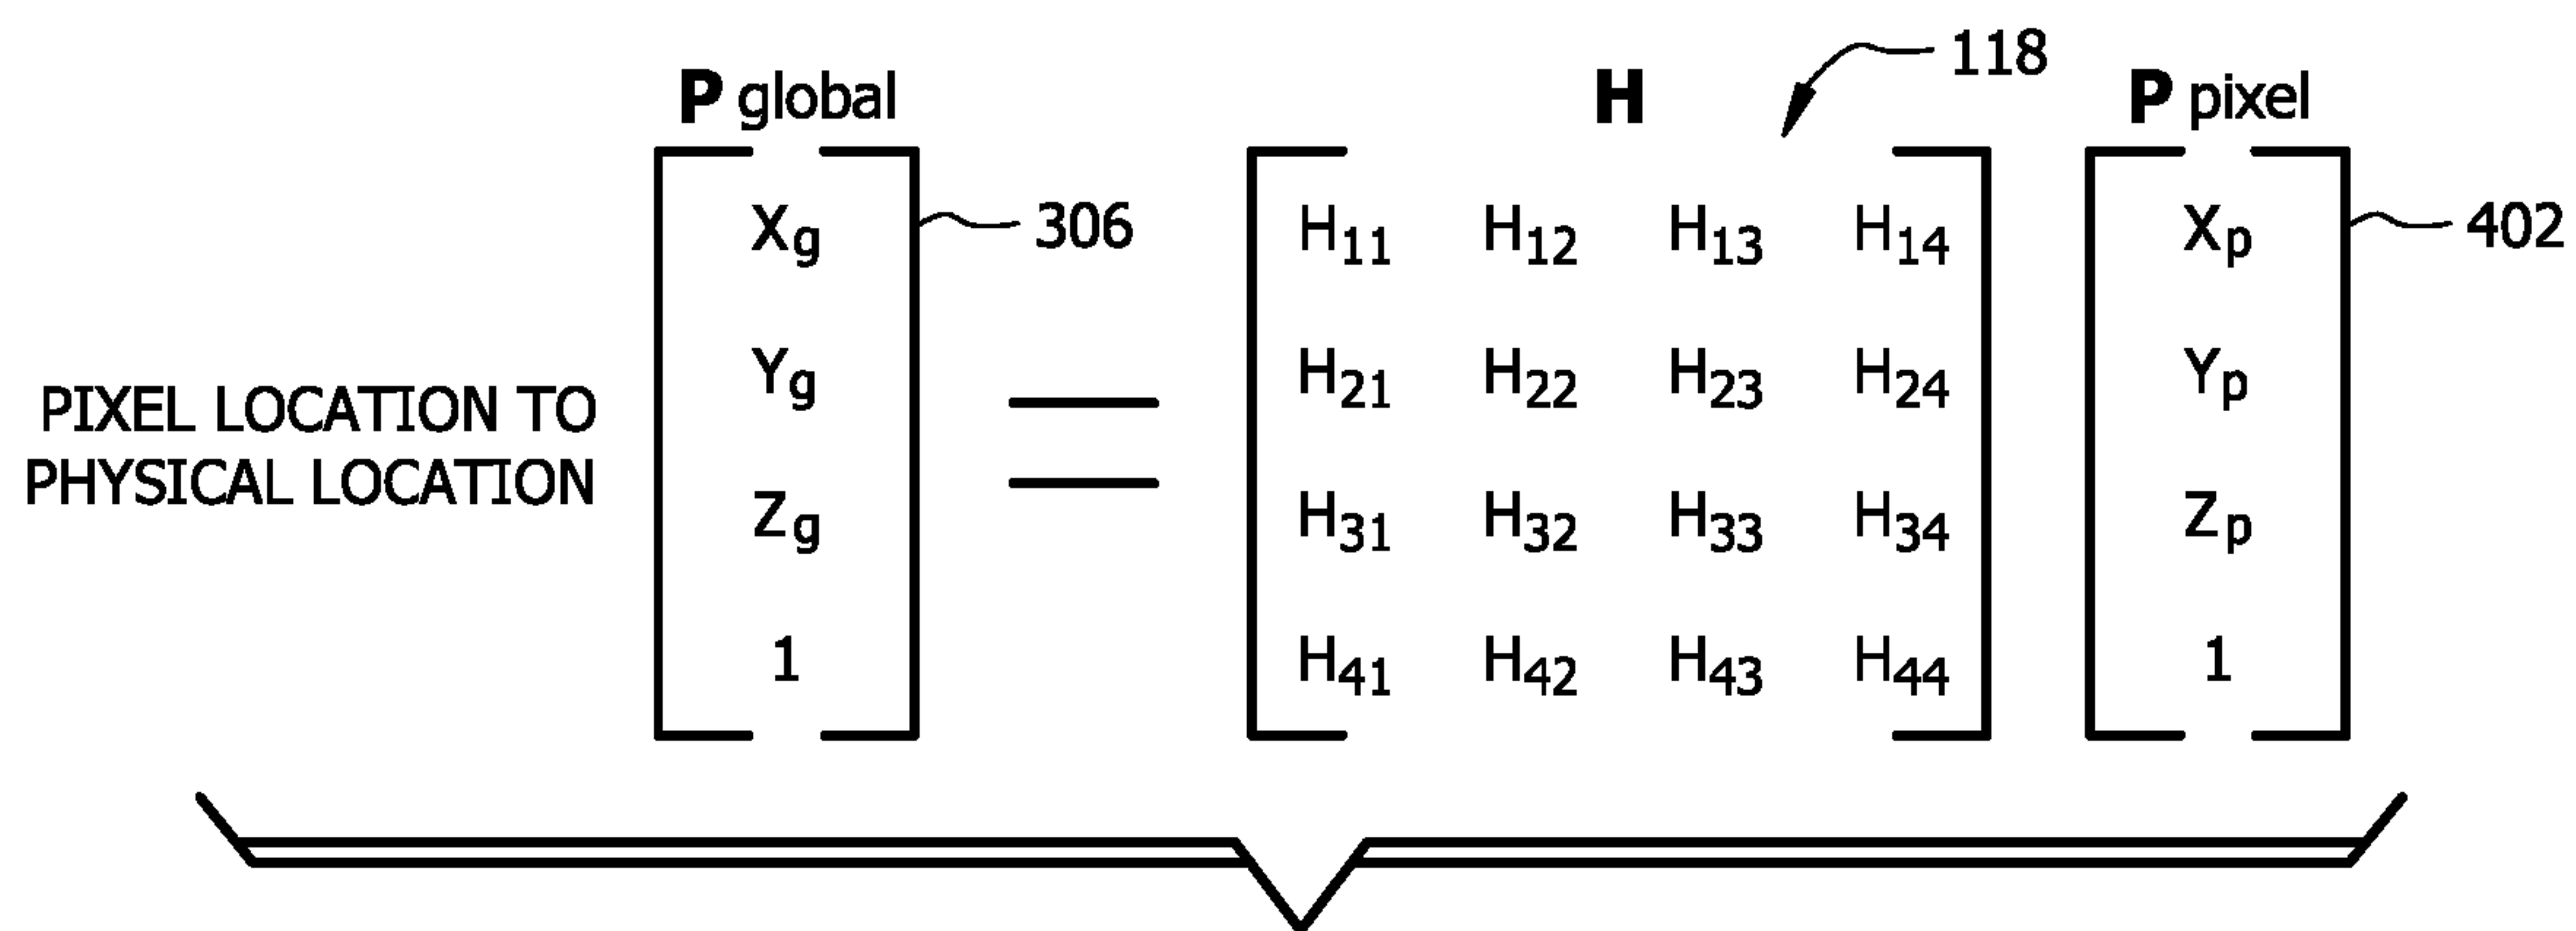 118
P global H P pixel
Xg 306 H11 H12 H13 H14 Xp 402
Yg H21 H22 H23 H24 Yp
PIXEL LOCATION TO
PHYSICAL LOCATION
=
Zg H31 H32 H33 H34 Zp
1 H41 H42 H43 H44 1